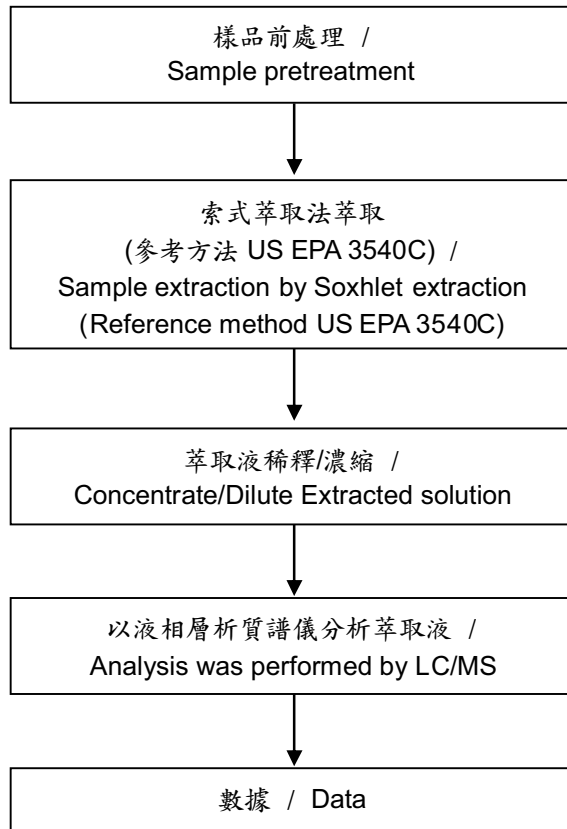 樣品前處理 /
Sample pretreatment
索式萃取法萃取
(參考方法 US EPA 3540C) /
Sample extraction by Soxhlet extraction
(Reference method US EPA 3540C)
萃取液稀釋/濃縮 /
Concentrate/Dilute Extracted solution
以液相層析質譜儀分析萃取液 /
Analysis was performed by LC/MS
數據 / Data